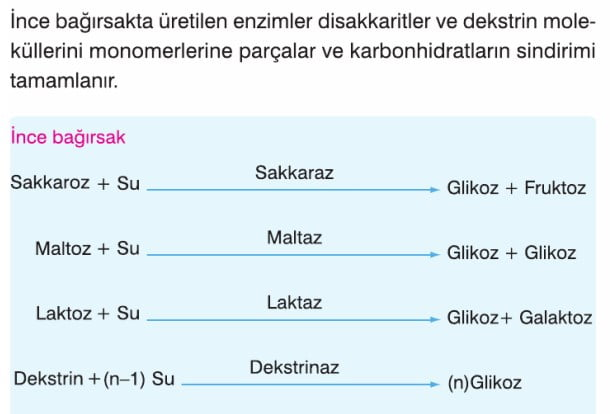 İnce bağırsakta üretilen enzimler disakkaritler ve dekstrin mole-
küllerini monomerlerine parçalar ve karbonhidratların sindirimi
tamamlanır.
İnce bağırsak
Sakkaroz + Su Sakkaraz Glikoz + Fruktoz
Maltoz + Su Maltaz Glikoz + Glikoz
Laktoz + Su Laktaz Glikoz+ Galaktoz
Dekstrin +(n–1) Su Dekstrinaz (n)Glikoz